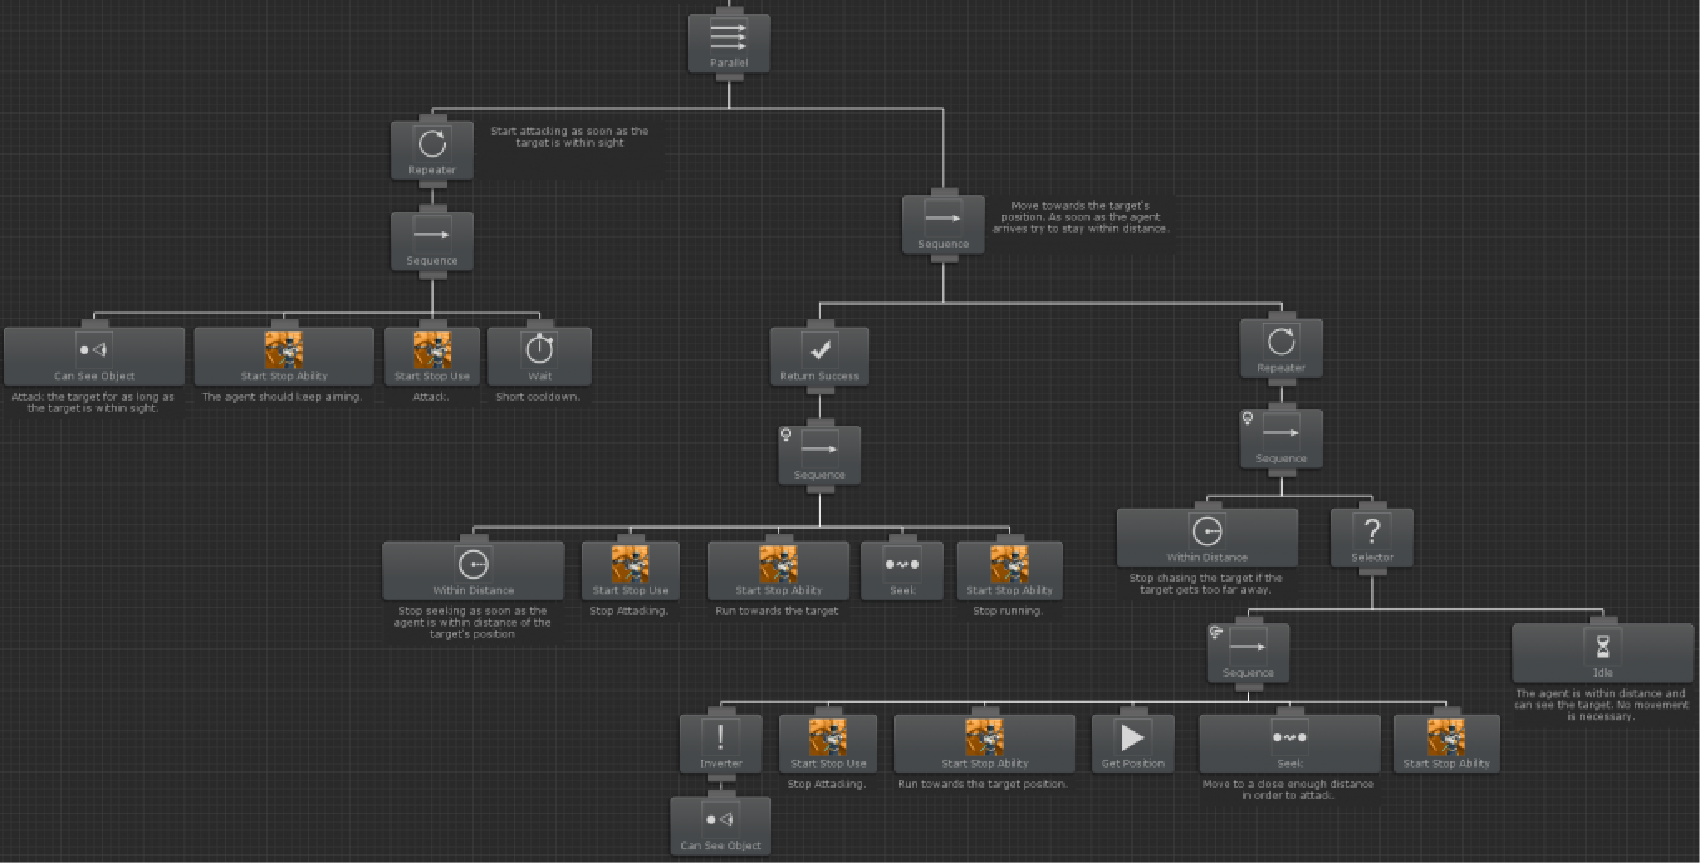 Parallel
Repeater
Start attacking as soon as the
target is within sight
Sequence
Move towards the target's
position. As soon as the agent
arrives try to stay within distance.
Sequence
Can See Object
Attack the target for as long as
the target is within sight.
Start Stop Ability
The agent should keep aiming.
Start Stop Use
Attack.
Wait
Short cooldown.
Return Success
Repeater
Sequence
Sequence
Within Distance
Stop seeking as soon as the
agent is within distance of the
target's position
Start Stop Use
Stop Attacking.
Start Stop Ability
Run towards the target
Seek
Start Stop Ability
Stop running.
Within Distance
Stop chasing the target if the
target gets too far away.
?
Selector
Sequence
Idle
The agent is within distance and
can see the target. No movement
is necessary.
!
Inverter
Start Stop Use
Stop Attacking.
Start Stop Ability
Run towards the target position.
Get Position
Seek
Move to a close enough distance
in order to attack.
Start Stop Ability
Can See Object